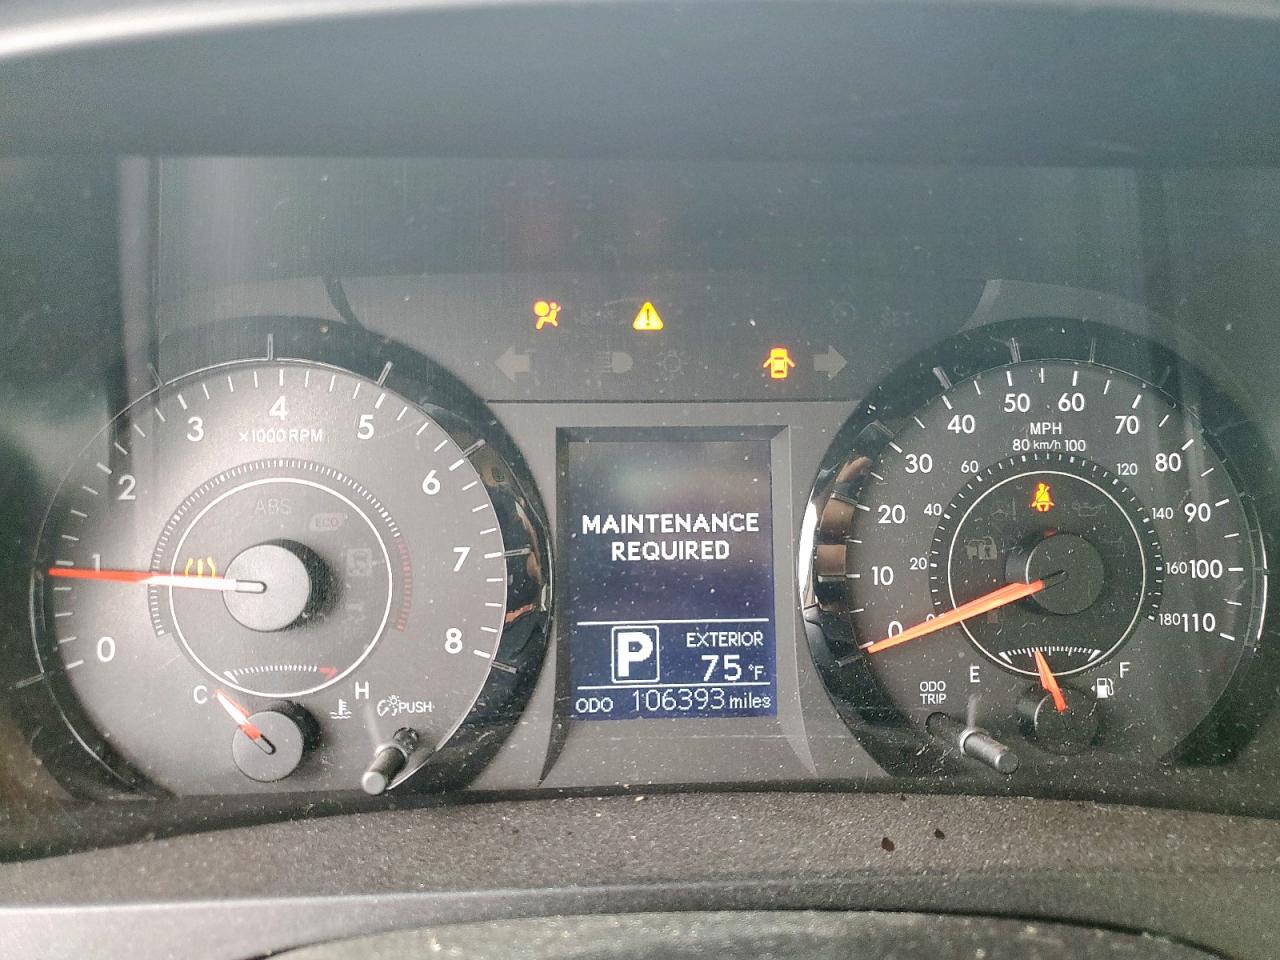 4
3
5
×1000 RPM
2
6
ABS
ECO
1
7
0
8
C
H
PUSH
MAINTENANCE
REQUIRED
P
EXTERIOR
75 °F
ODO 106393 miles
50 60
40
70
MPH
80 km/h 100
30
60
120
80
20
40
140
90
10
20
160
100
0
180
110
E
F
ODO
TRIP